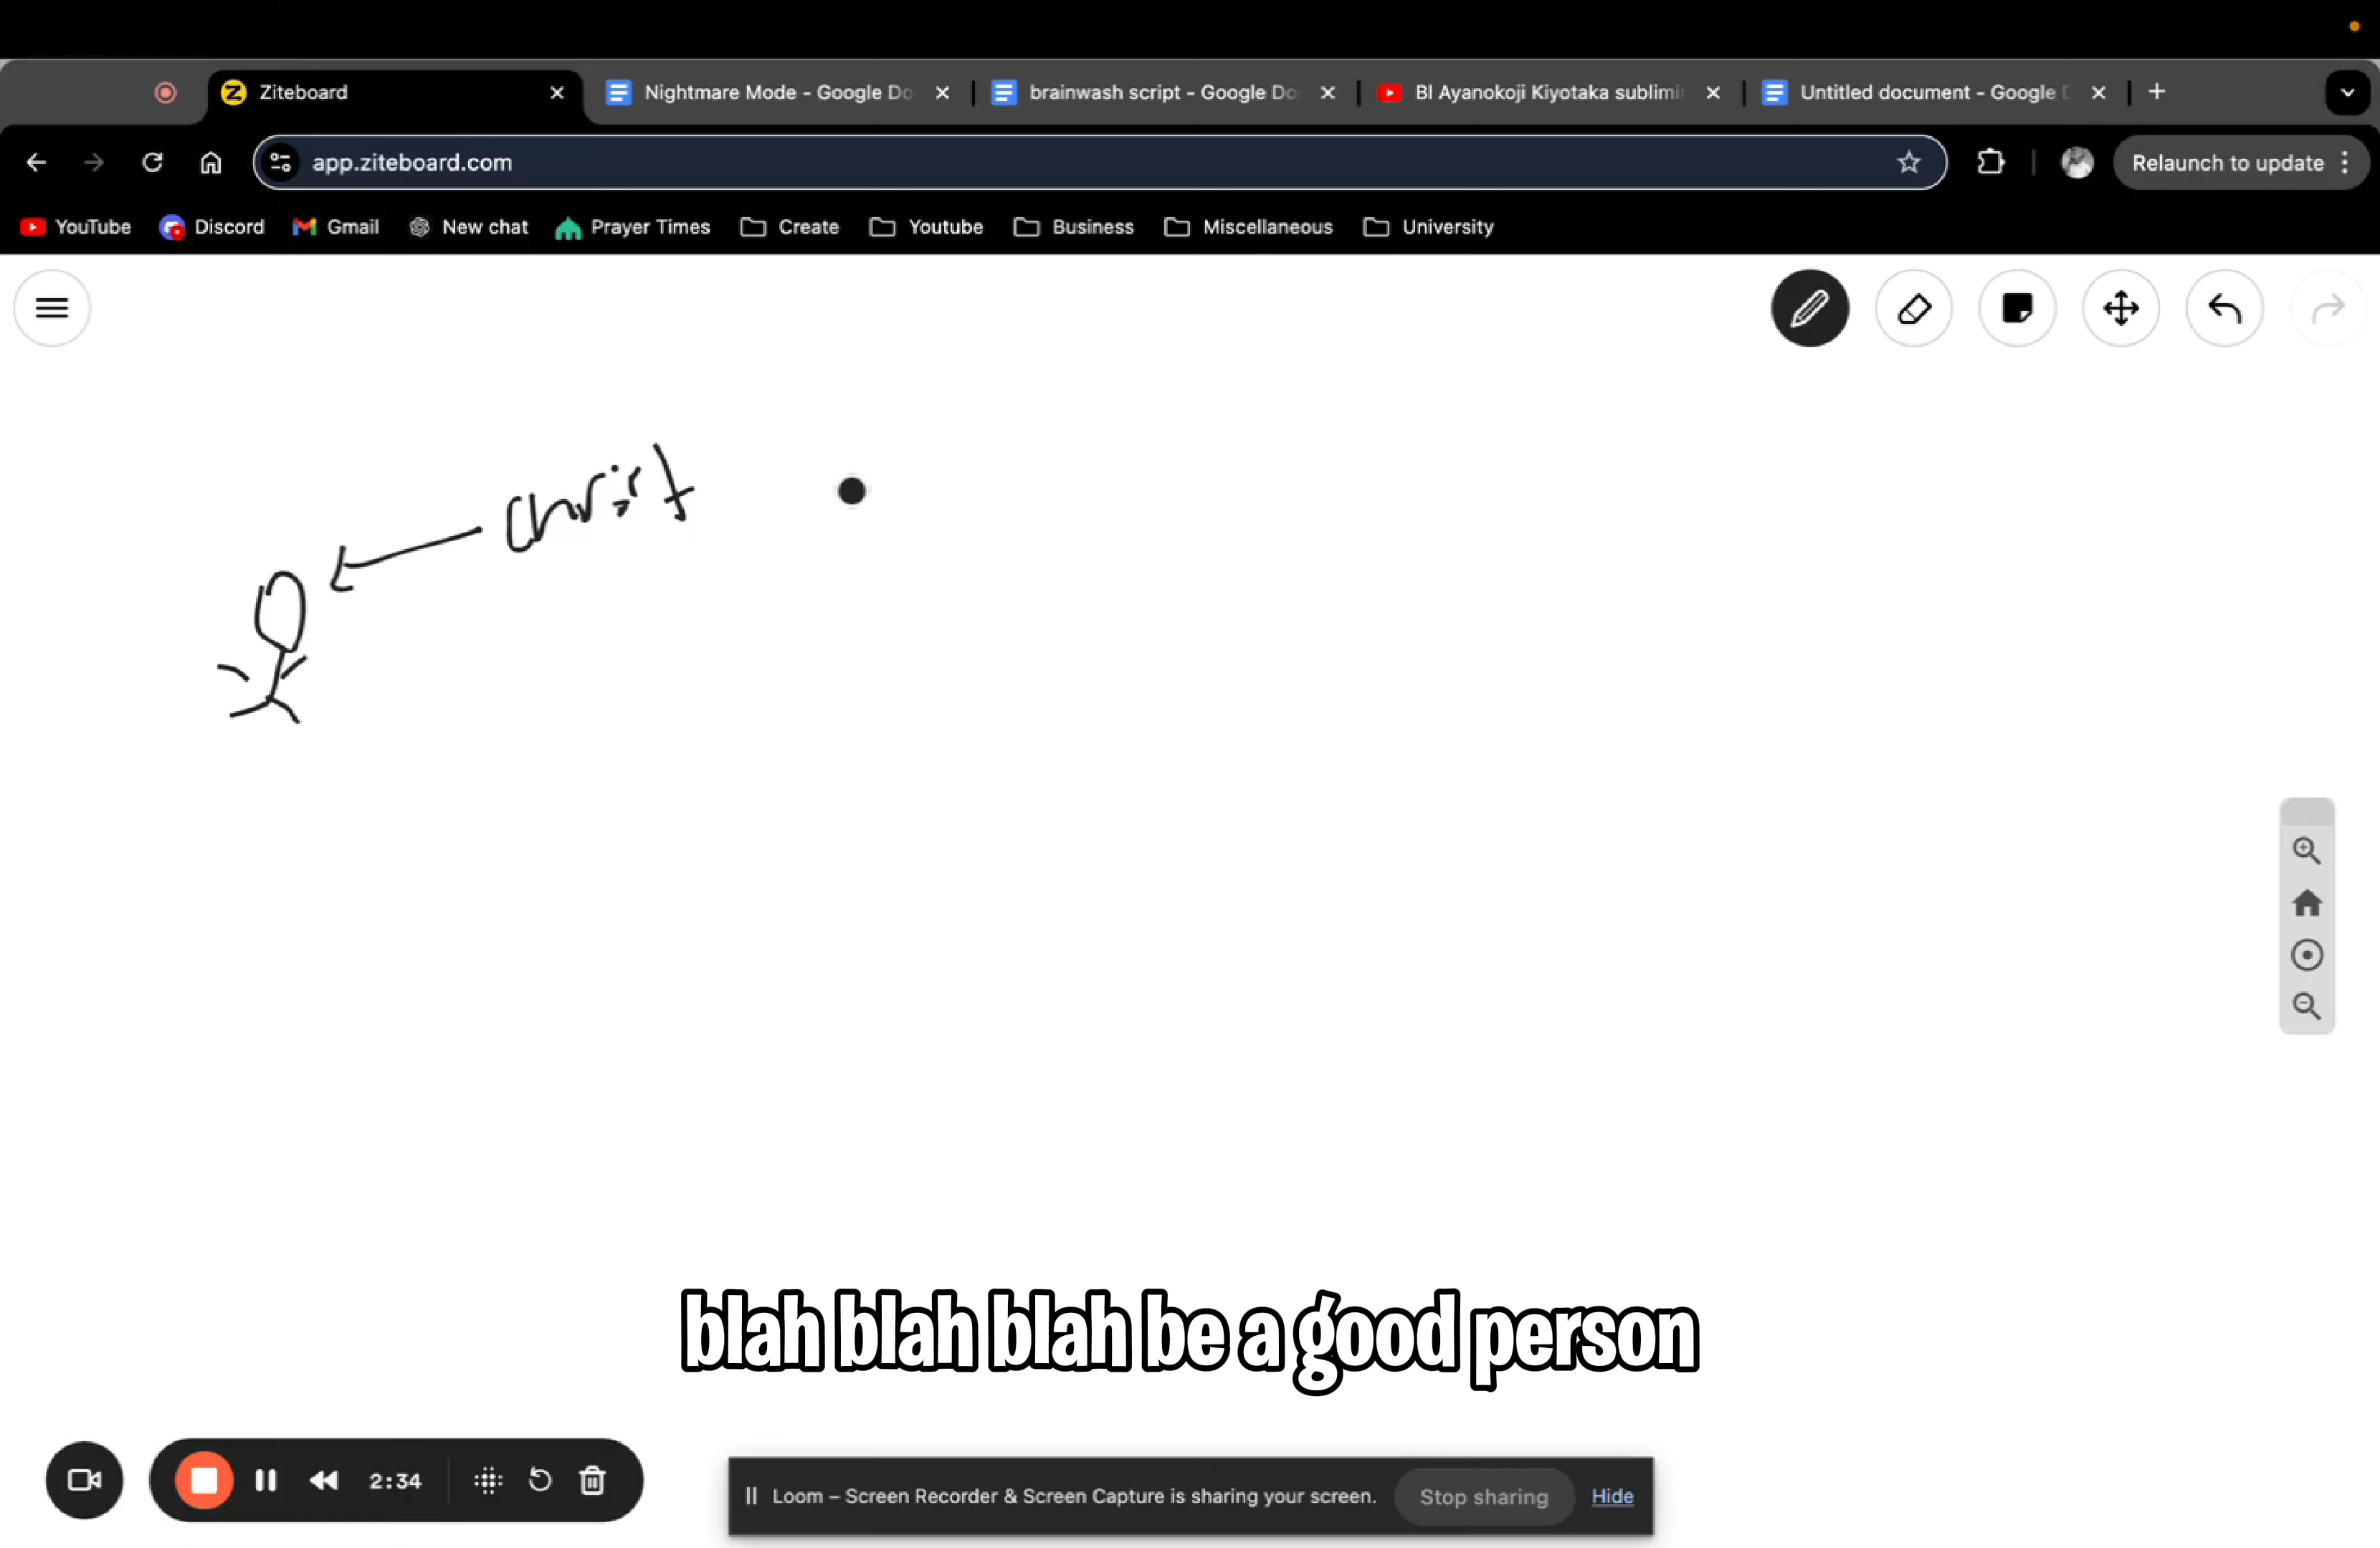 Ziteboard
Nightmare Mode - Google Do
brainwash script - Google Do
BI Ayanokoji Kiyotaka sublimin
Untitled document - Google D
app.ziteboard.com
Relaunch to update
YouTube
Discord
Gmail
New chat
Prayer Times
Create
Youtube
Business
Miscellaneous
University
christ
blah blah blah be a good person
2:34
Loom – Screen Recorder & Screen Capture is sharing your screen.
Stop sharing
Hide